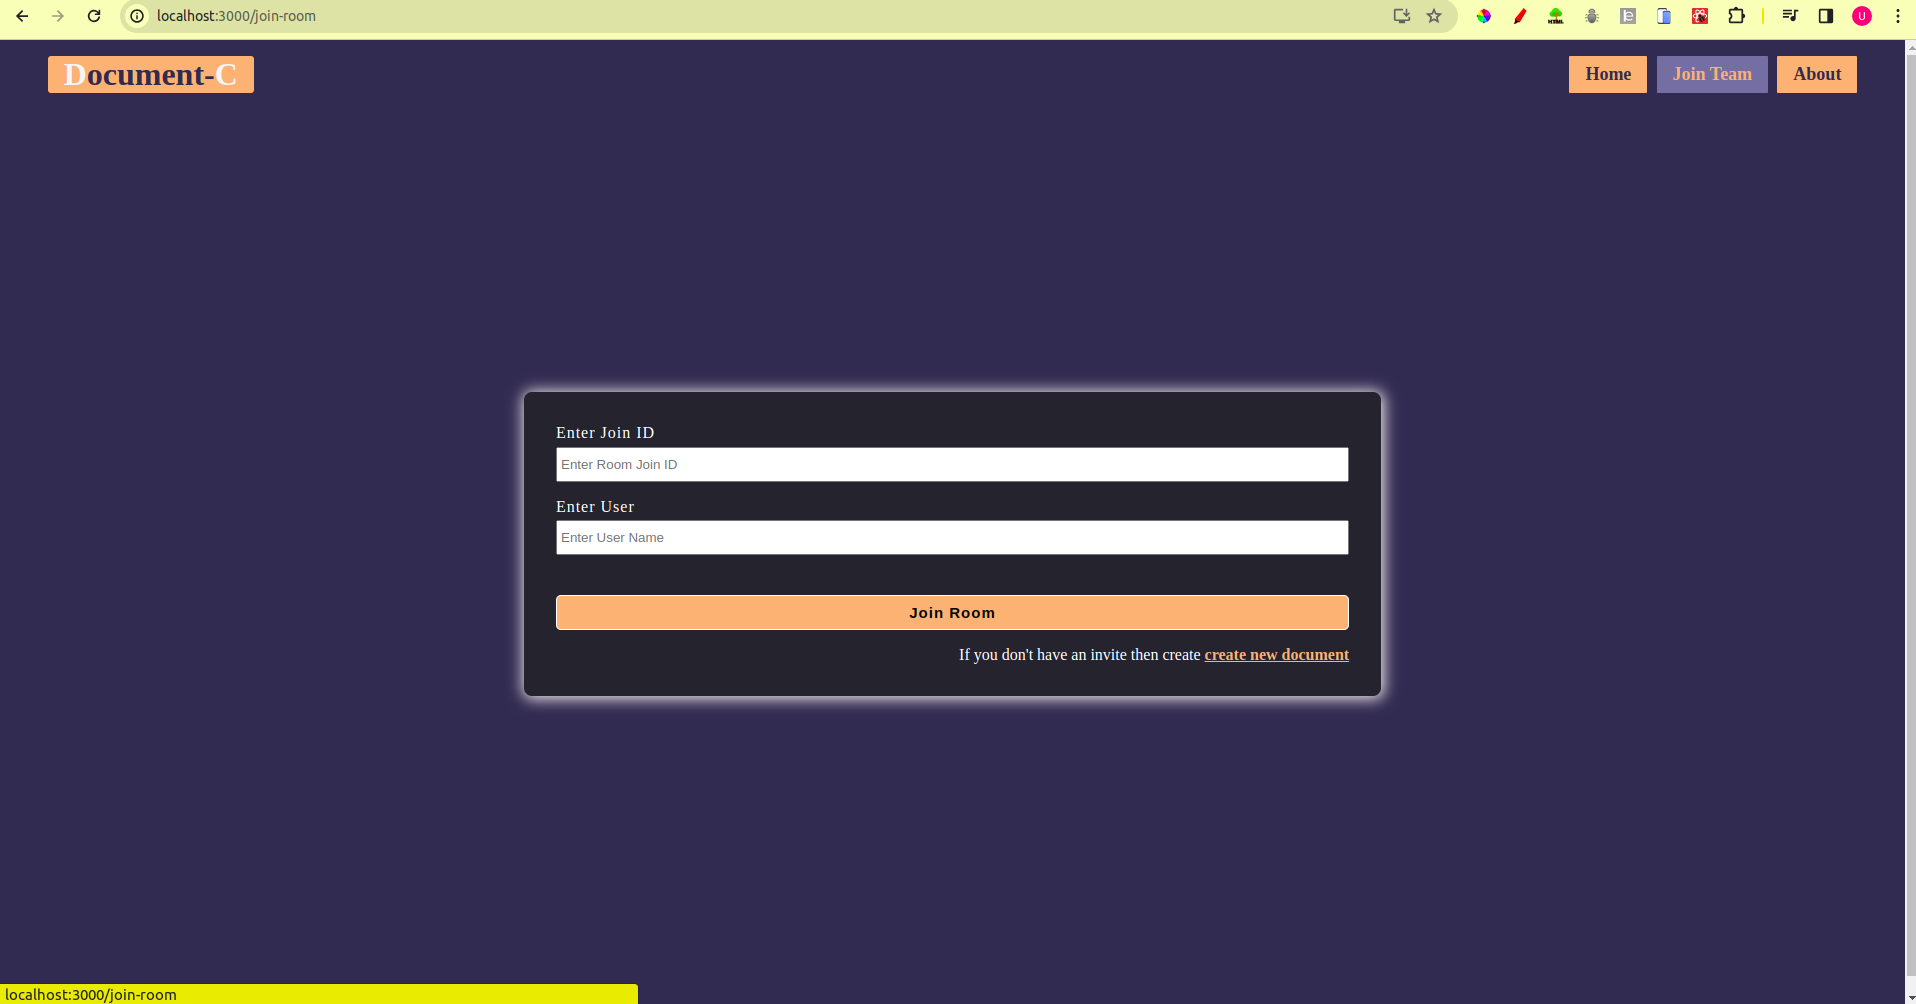 localhost:3000/join-room
HTML
U
Document-C
Home
Join Team
About
Enter Join ID
Enter Room Join ID
Enter User
Enter User Name
Join Room
If you don't have an invite then create create new document
localhost:3000/join-room